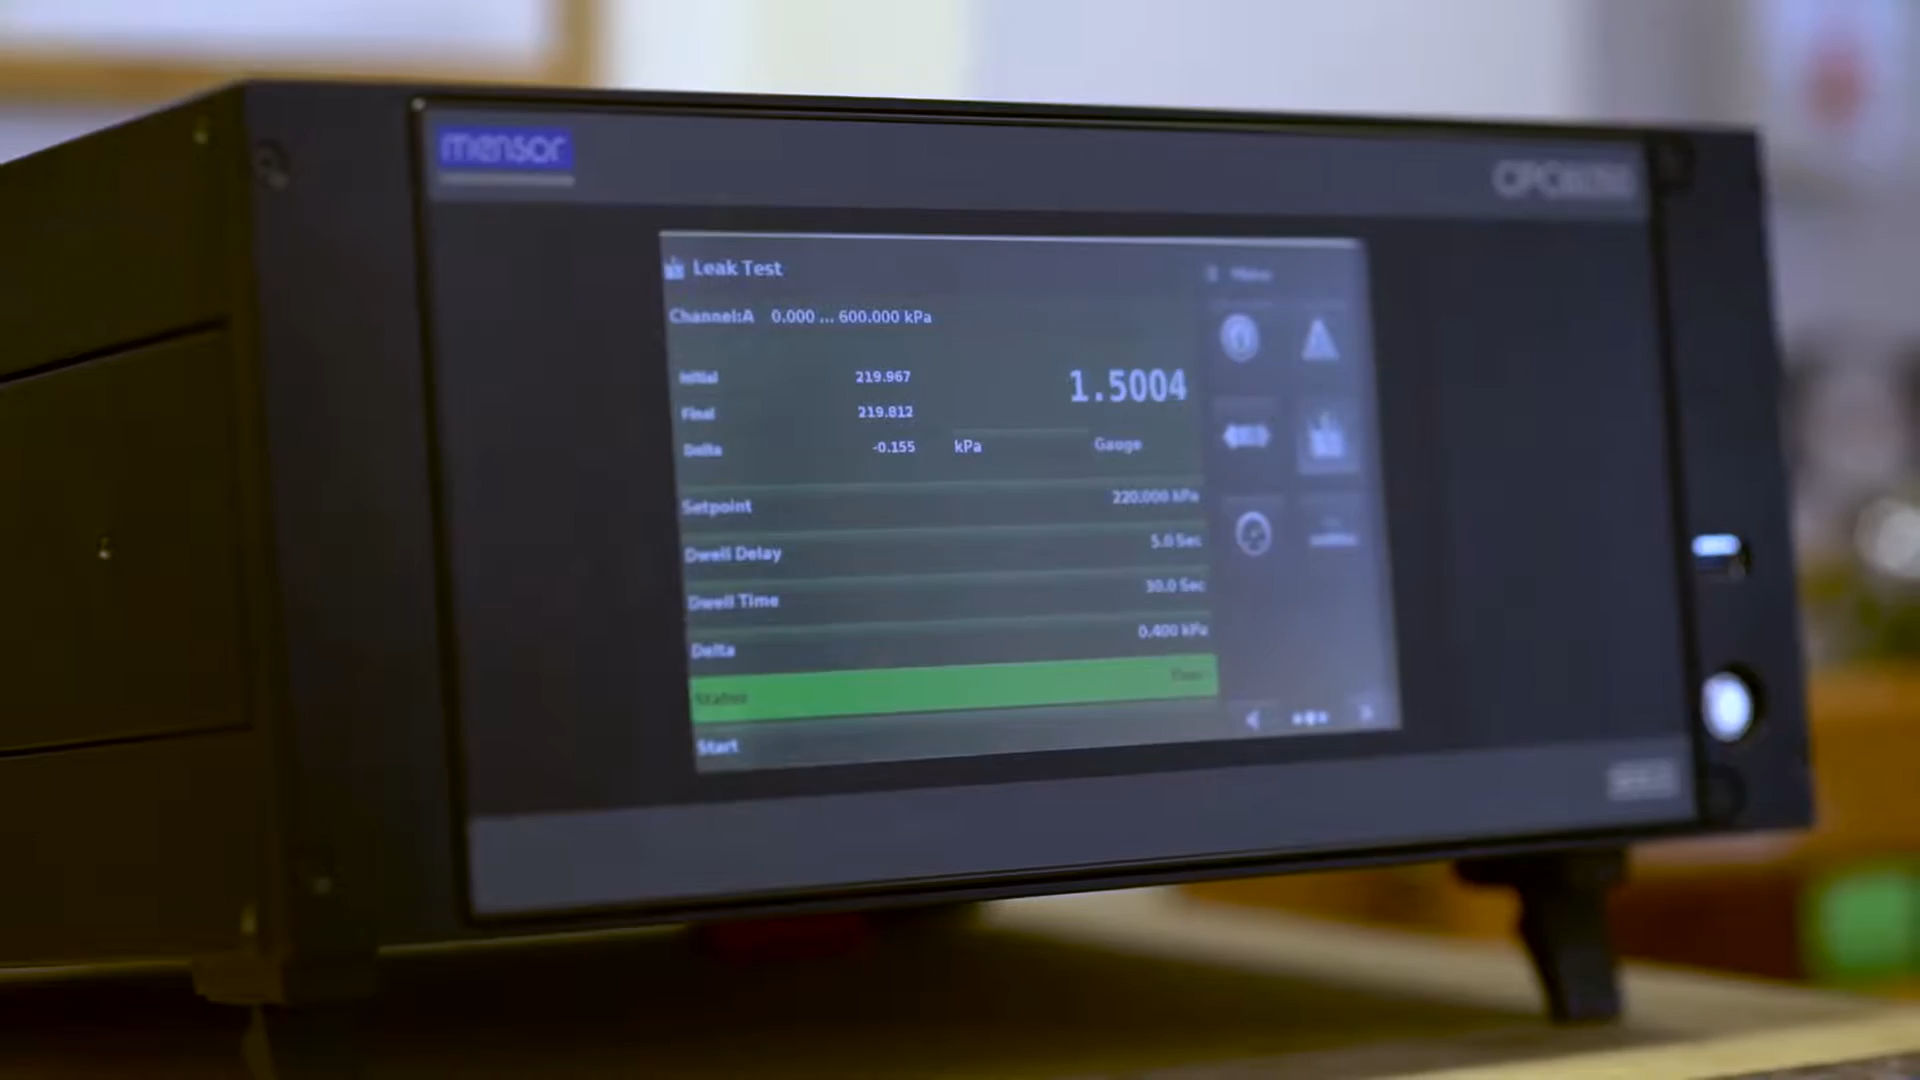 mensor
Leak Test
Menu
Channel:A 0.000 ... 600.000 kPa
Initial 219.967
1.5004
Final 219.812
Delta -0.155 kPa
Gauge
Setpoint 220.000 kPa
Dwell Delay 5.0 Sec
Dwell Time 30.0 Sec
Delta 0.400 kPa
Status
Start